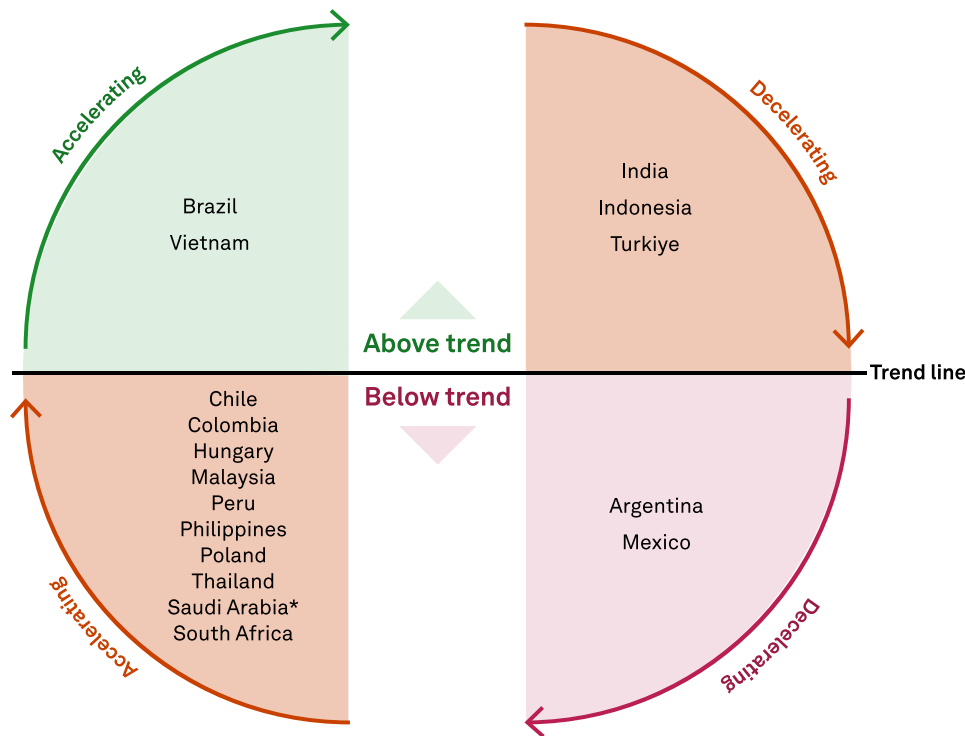 Accelerating
Decelerating
Brazil
Vietnam
India
Indonesia
Turkiye
Above trend
Trend line
Below trend
Chile
Colombia
Hungary
Malaysia
Peru
Philippines
Poland
Thailand
Saudi Arabia*
South Africa
Argentina
Mexico
Accelerating
Decelerating